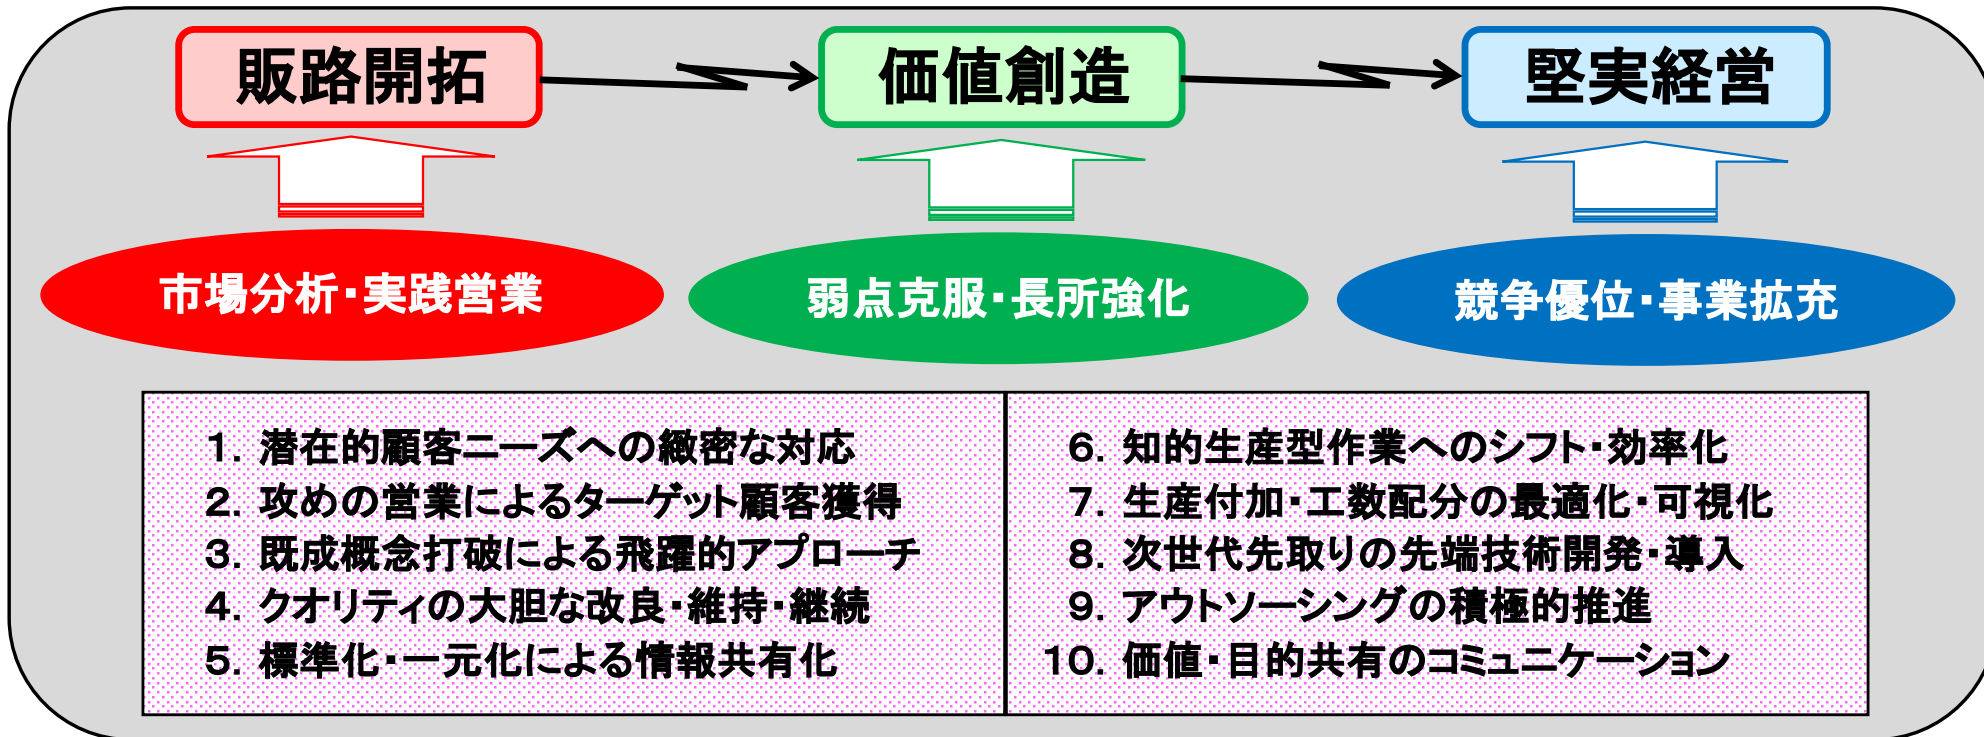 販路開拓
価値創造
堅実経営
市場分析・実践営業
弱点克服・長所強化
競争優位・事業拡充
1. 潜在的顧客ニーズへの緻密な対応
2. 攻めの営業によるターゲット顧客獲得
3. 既成概念打破による飛躍的アプローチ
4. クオリティの大胆な改良・維持・継続
5. 標準化・一元化による情報共有化
6. 知的生産型作業へのシフト・効率化
7. 生産付加・工数配分の最適化・可視化
8. 次世代先取りの先端技術開発・導入
9. アウトソーシングの積極的推進
10. 価値・目的共有のコミュニケーション